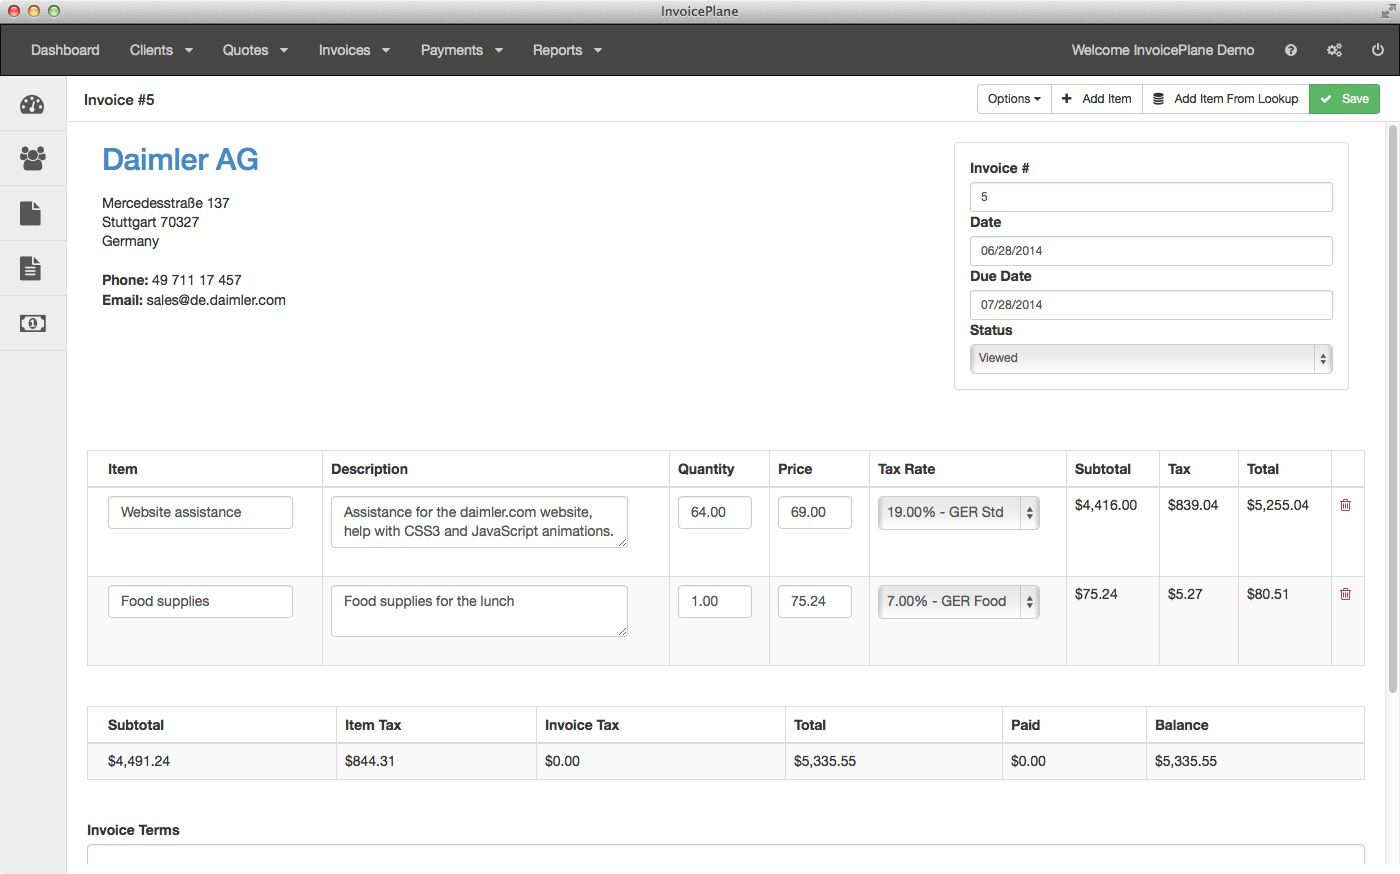 InvoicePlane
Dashboard Clients Quotes Invoices Payments Reports Welcome InvoicePlane Demo
Invoice #5 Options Add Item Add Item From Lookup Save
Daimler AG
Mercedesstraße 137
Stuttgart 70327
Germany
Phone: 49 711 17 457
Email: sales@de.daimler.com
Invoice #
5
Date
06/28/2014
Due Date
07/28/2014
Status
Viewed
Item Description Quantity Price Tax Rate Subtotal Tax Total
Website assistance Assistance for the daimler.com website, 64.00 69.00 19.00% - GER Std $4,416.00 $839.04 $5,255.04
help with CSS3 and JavaScript animations.
Food supplies Food supplies for the lunch 1.00 75.24 7.00% - GER Food $75.24 $5.27 $80.51
Subtotal Item Tax Invoice Tax Total Paid Balance
$4,491.24 $844.31 $0.00 $5,335.55 $0.00 $5,335.55
Invoice Terms